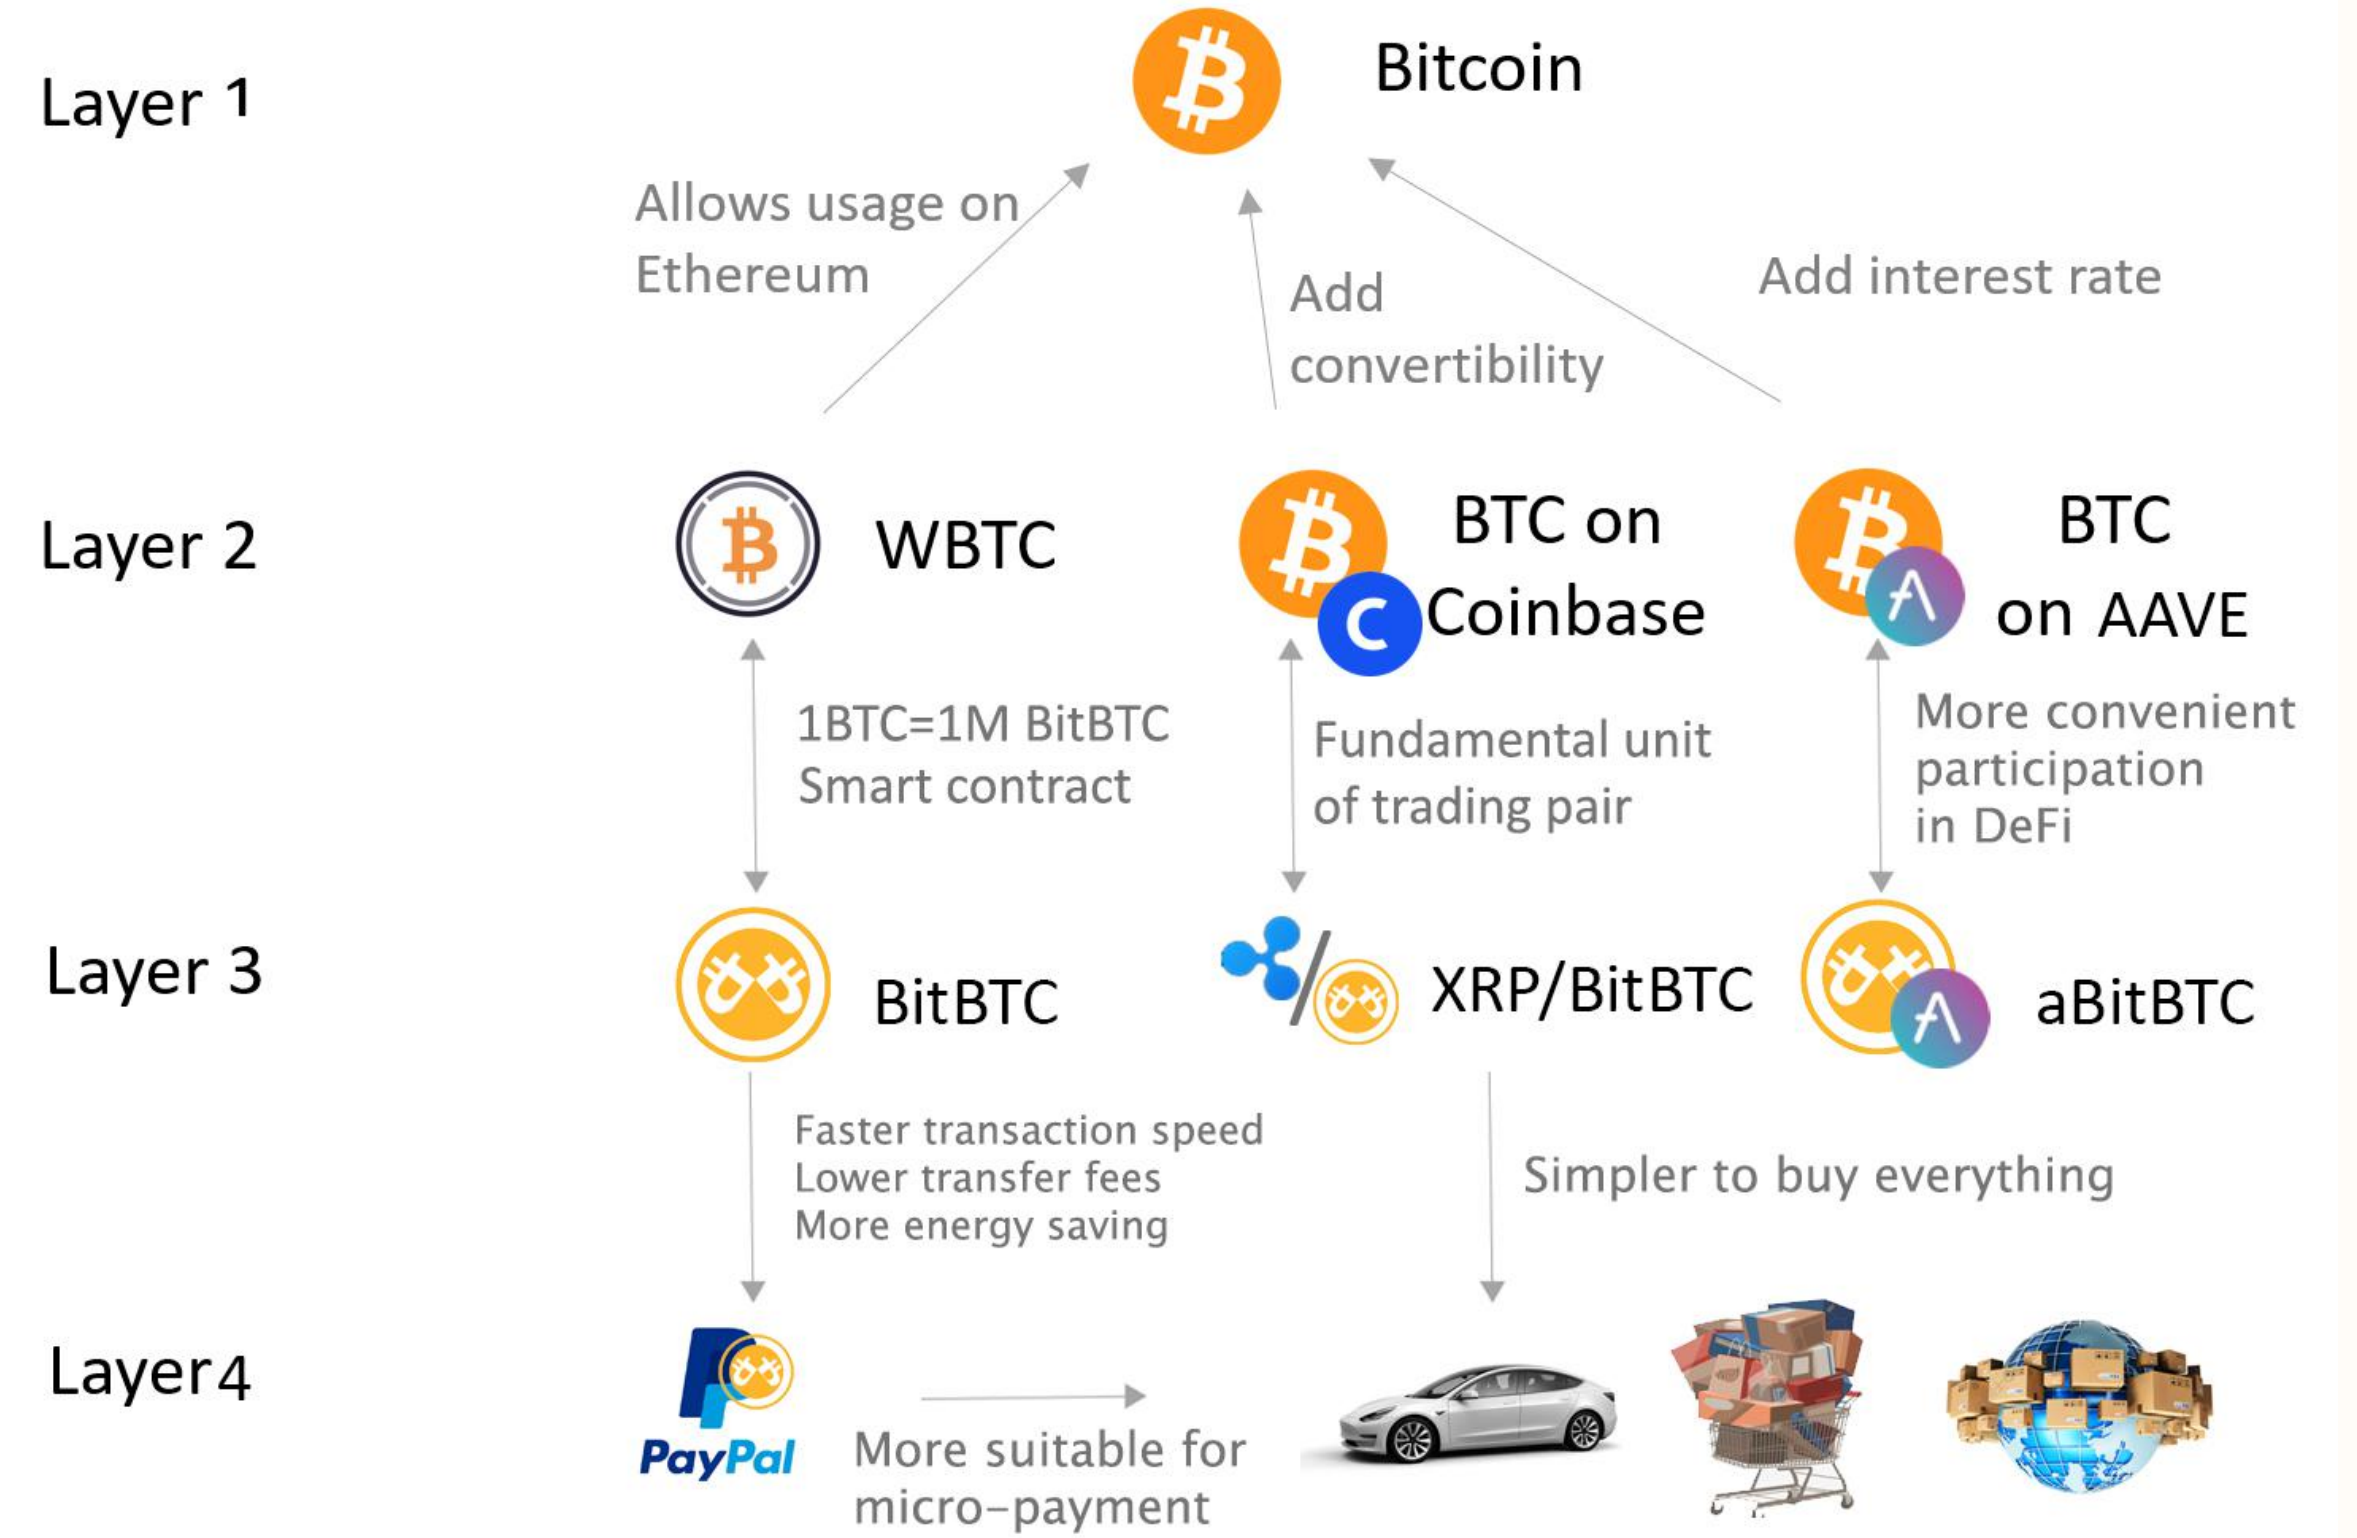 Layer 1
Bitcoin
Allows usage on
Ethereum
Add
convertibility
Add interest rate
Layer 2
WBTC
BTC on
Coinbase
BTC
on AAVE
1BTC=1M BitBTC
Smart contract
Fundamental unit
of trading pair
More convenient
participation
in DeFi
Layer 3
BitBTC
XRP/BitBTC
aBitBTC
Faster transaction speed
Lower transfer fees
More energy saving
Simpler to buy everything
Layer4
PayPal
More suitable for
micro-payment